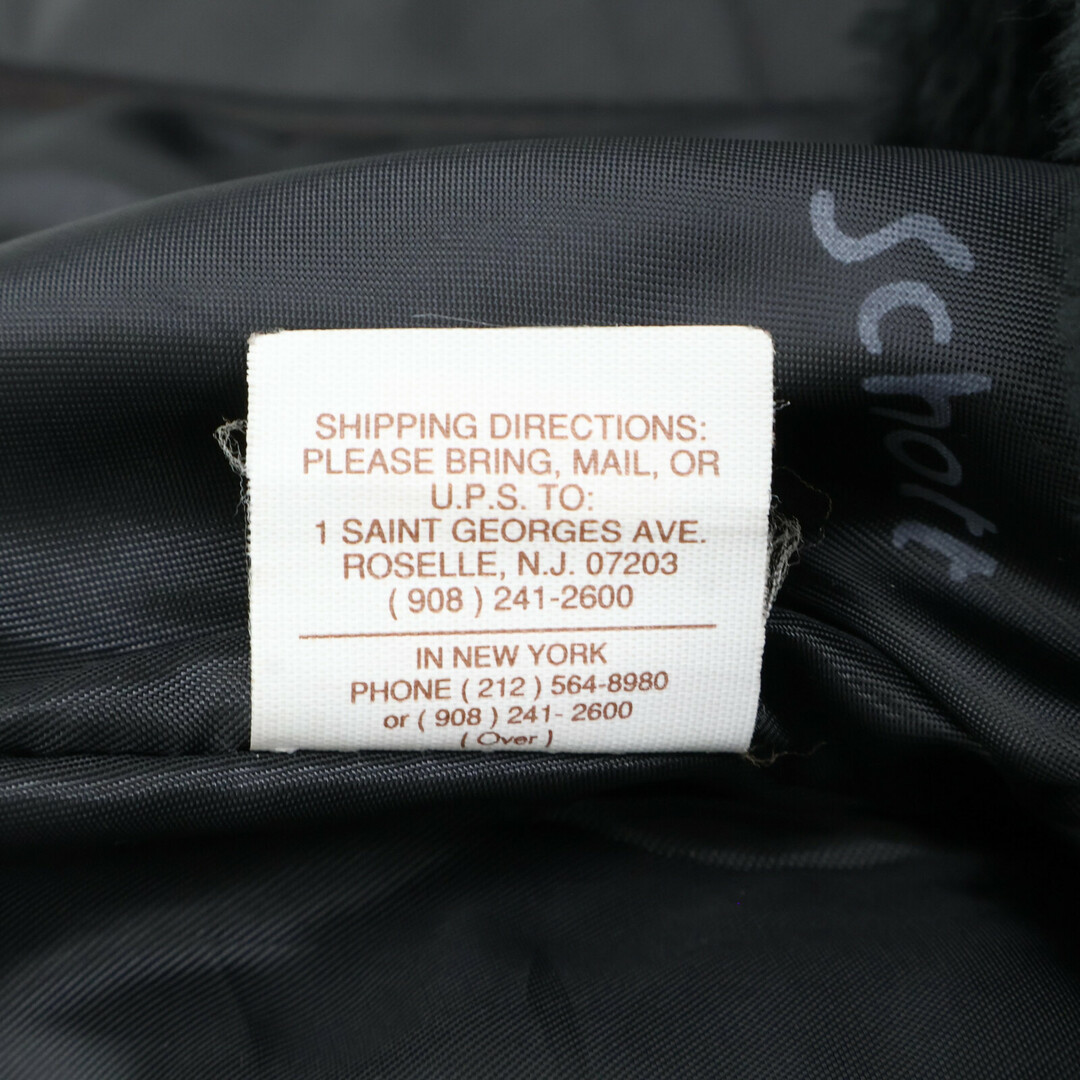 SHIPPING DIRECTIONS:
PLEASE BRING, MAIL, OR
U.P.S. TO:
1 SAINT GEORGES AVE.
ROSELLE, N.J. 07203
( 908 ) 241-2600
IN NEW YORK
PHONE ( 212 ) 564-8980
or ( 908 ) 241- 2600
( Over )
Schott